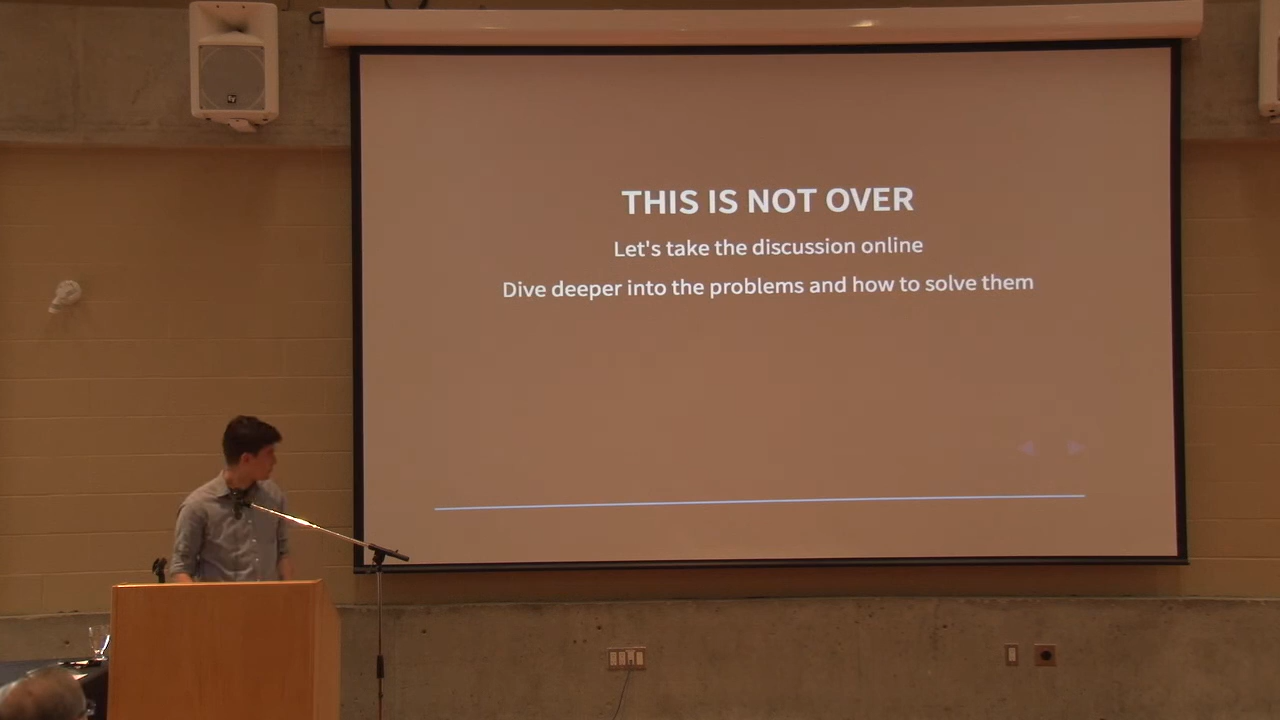 THIS IS NOT OVER
Let's take the discussion online
Dive deeper into the problems and how to solve them